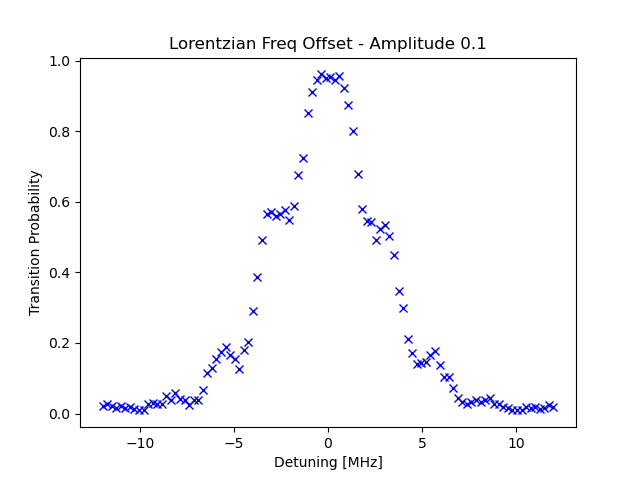 Lorentzian Freq Offset - Amplitude 0.1
Transition Probability
1.0
0.8
0.6
0.4
0.2
0.0
−10 −5 0 5 10
Detuning [MHz]